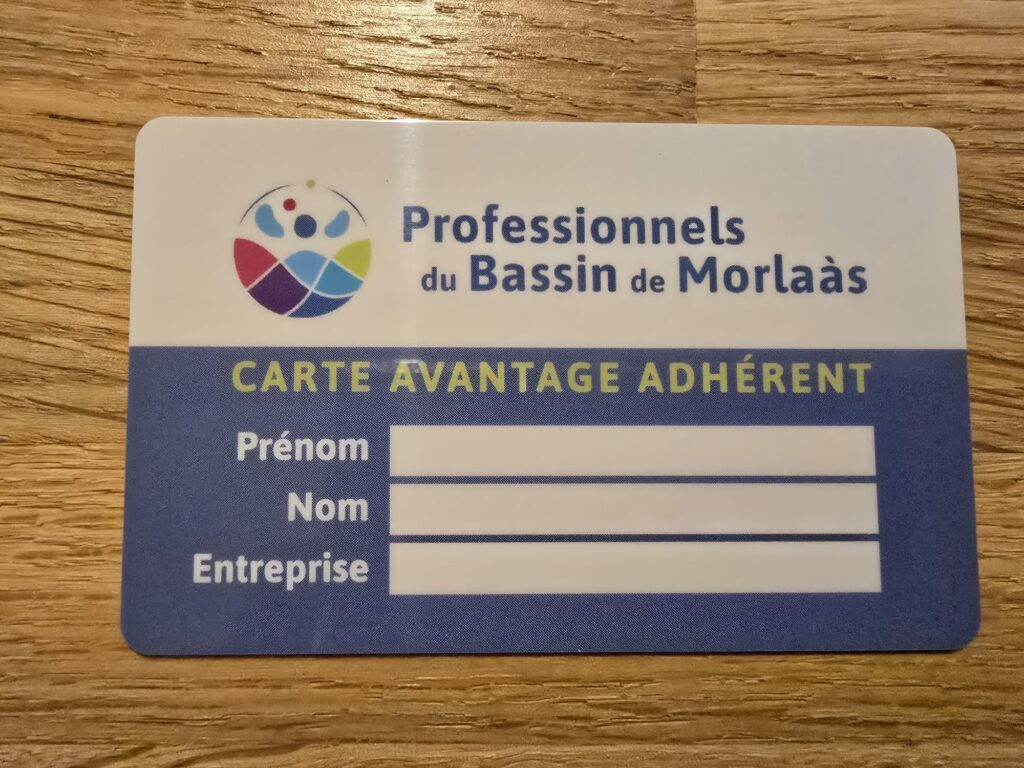 Professionnels
du Bassin de Morlaàs
CARTE AVANTAGE ADHÉRENT
Prénom
Nom
Entreprise